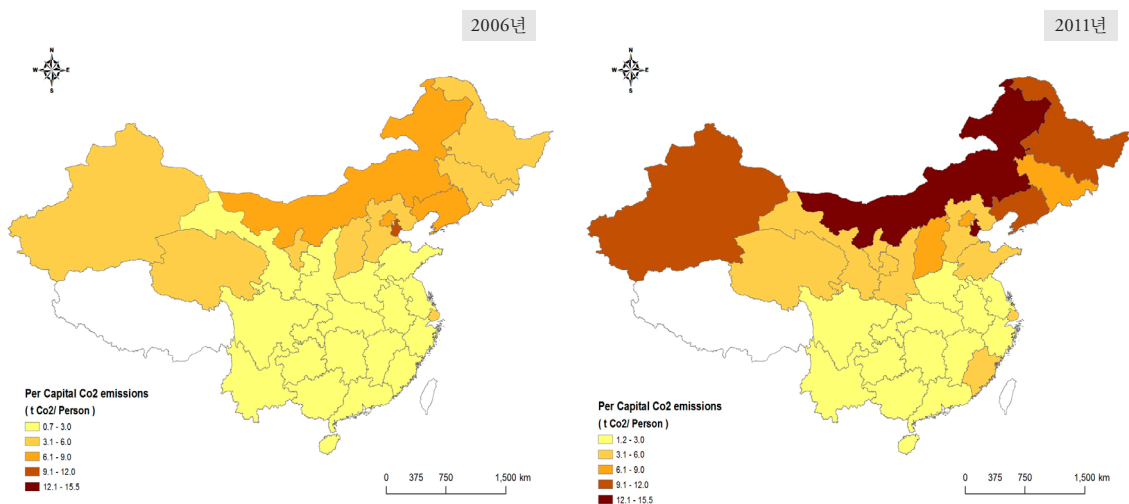 2006년
N
W E
S
Per Capital Co2 emissions
( t Co2/ Person )
0.7 - 3.0
3.1 - 6.0
6.1 - 9.0
9.1 - 12.0
12.1 - 15.5
0 375 750 1,500 km
2011년
N
W E
S
Per Capital Co2 emissions
( t Co2/ Person )
1.2 - 3.0
3.1 - 6.0
6.1 - 9.0
9.1 - 12.0
12.1 - 15.5
0 375 750 1,500 km